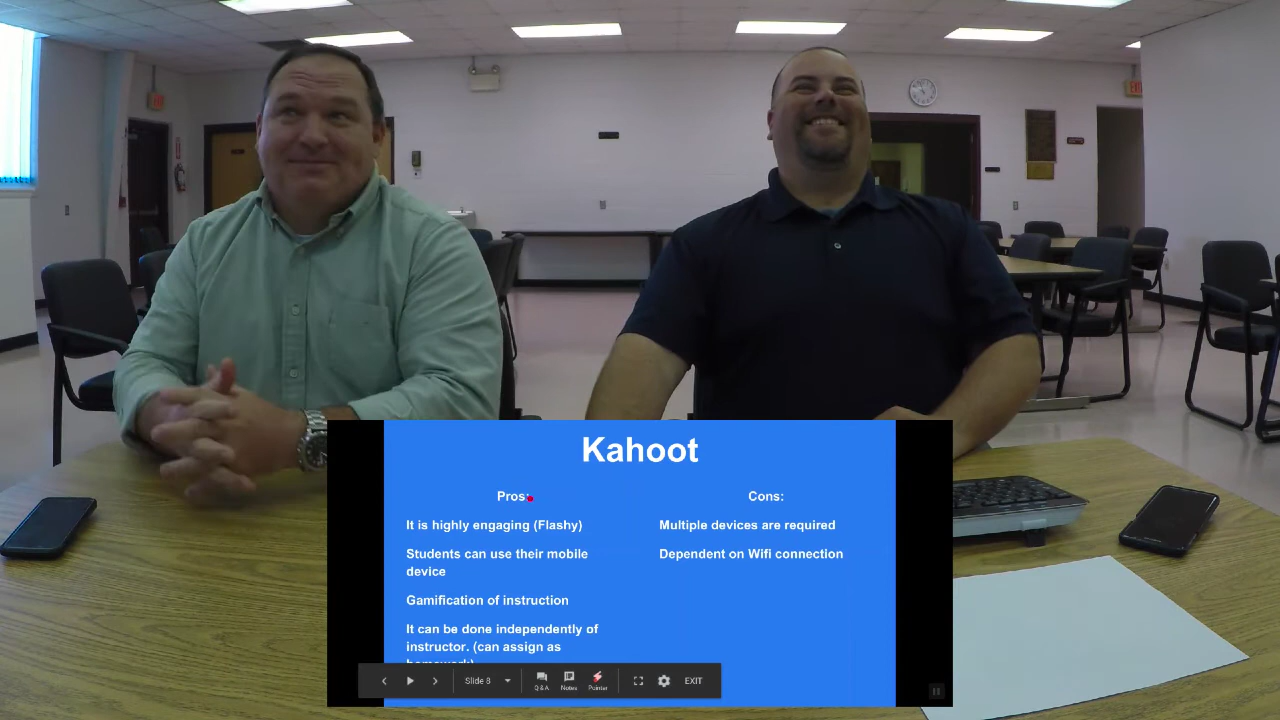 Kahoot
Pros:
Cons:
It is highly engaging (Flashy)
Students can use their mobile
device
Gamification of instruction
It can be done independently of
instructor. (can assign as
homework)
Multiple devices are required
Dependent on Wifi connection
Slide 8
Q&A
Notes
Pointer
EXIT